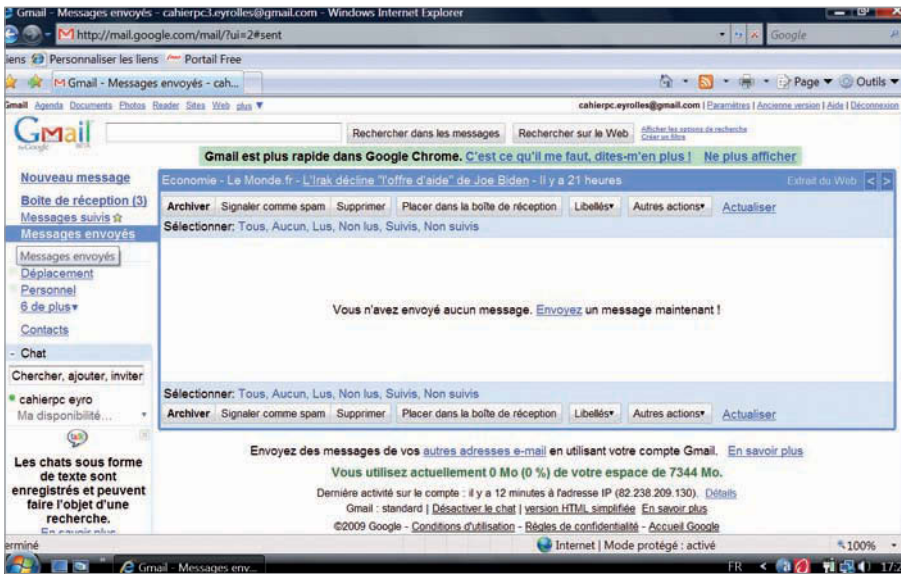 Gmail - Messages envoyés - cahierpc3.eyrolles@gmail.com - Windows Internet Explorer
http://mail.google.com/mail/?ui=2#sent Google
iens Personnaliser les liens Portail Free
Gmail - Messages envoyés - cah... Page Outils
Gmail Agenda Documents Photos Reader Sites Web plus cahierpc.eyrolles@gmail.com | Paramètres | Ancienne version | Aide | Déconnexion
Gmail by Google BETA Rechercher dans les messages Rechercher sur le Web Afficher les options de recherche
Créer un filtre
Gmail est plus rapide dans Google Chrome. C'est ce qu'il me faut, dites-m'en plus ! Ne plus afficher
Nouveau message
Economie - Le Monde.fr - L'Irak décline "l'offre d'aide" de Joe Biden - Il y a 21 heures Extrait du Web < >
Boîte de réception (3)
Messages suivis
Messages envoyés
Messages envoyés
Déplacement
Personnel
6 de plus
Contacts
Archiver Signaler comme spam Supprimer Placer dans la boîte de réception Libellés Autres actions Actualiser
Sélectionner: Tous, Aucun, Lus, Non lus, Suivis, Non suivis
Vous n'avez envoyé aucun message. Envoyez un message maintenant !
- Chat
Chercher, ajouter, inviter
cahierpc eyro
Ma disponibilité...
talk
Les chats sous forme
de texte sont
enregistrés et peuvent
faire l'objet d'une
recherche.
En savoir plus
Sélectionner: Tous, Aucun, Lus, Non lus, Suivis, Non suivis
Archiver Signaler comme spam Supprimer Placer dans la boîte de réception Libellés Autres actions Actualiser
Envoyez des messages de vos autres adresses e-mail en utilisant votre compte Gmail. En savoir plus
Vous utilisez actuellement 0 Mo (0 %) de votre espace de 7344 Mo.
Dernière activité sur le compte : il y a 12 minutes à l'adresse IP (82.238.209.130). Détails
Gmail : standard | Désactiver le chat | version HTML simplifiée En savoir plus
©2009 Google - Conditions d'utilisation - Règles de confidentialité - Accueil Google
erminé Internet | Mode protégé : activé 100%
Gmail - Messages env... FR < 17:2